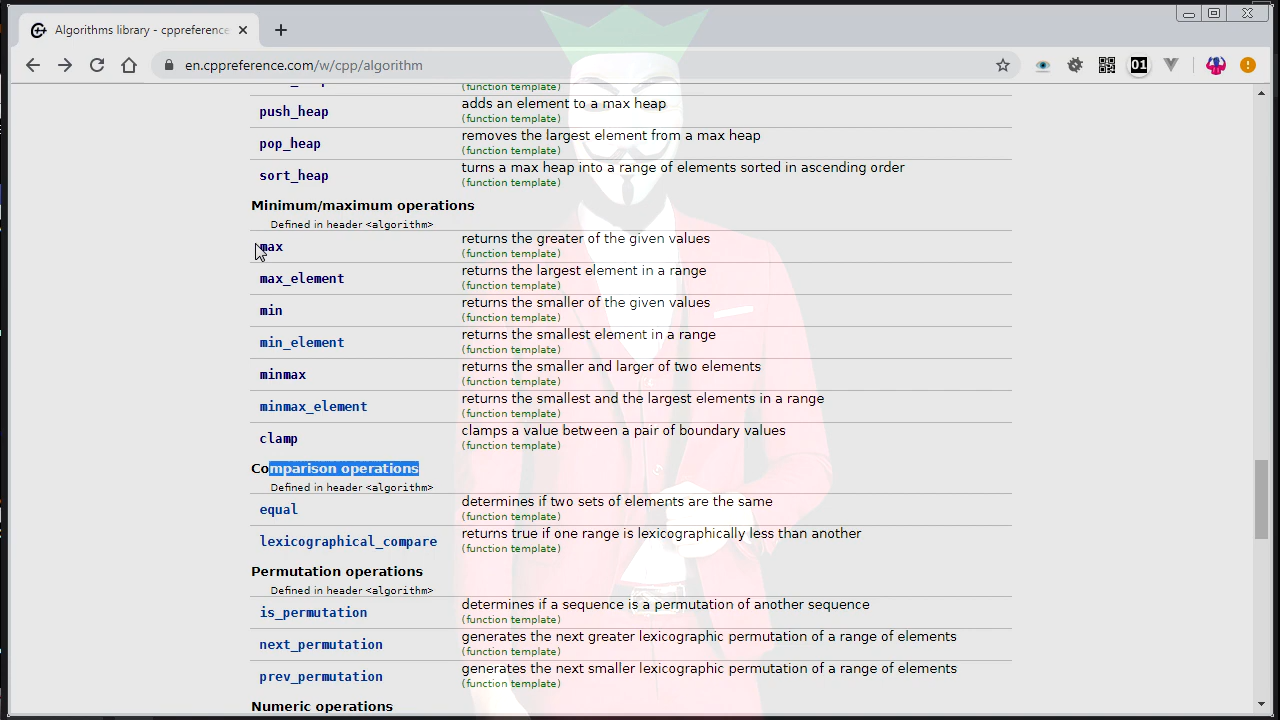 Algorithms library - cppreference
en.cppreference.com/w/cpp/algorithm
01
(function template)
push_heap adds an element to a max heap
(function template)
pop_heap removes the largest element from a max heap
(function template)
sort_heap turns a max heap into a range of elements sorted in ascending order
(function template)
Minimum/maximum operations
Defined in header <algorithm>
max returns the greater of the given values
(function template)
max_element returns the largest element in a range
(function template)
min returns the smaller of the given values
(function template)
min_element returns the smallest element in a range
(function template)
minmax returns the smaller and larger of two elements
(function template)
minmax_element returns the smallest and the largest elements in a range
(function template)
clamp clamps a value between a pair of boundary values
(function template)
Comparison operations
Defined in header <algorithm>
equal determines if two sets of elements are the same
(function template)
lexicographical_compare returns true if one range is lexicographically less than another
(function template)
Permutation operations
Defined in header <algorithm>
is_permutation determines if a sequence is a permutation of another sequence
(function template)
next_permutation generates the next greater lexicographic permutation of a range of elements
(function template)
prev_permutation generates the next smaller lexicographic permutation of a range of elements
(function template)
Numeric operations